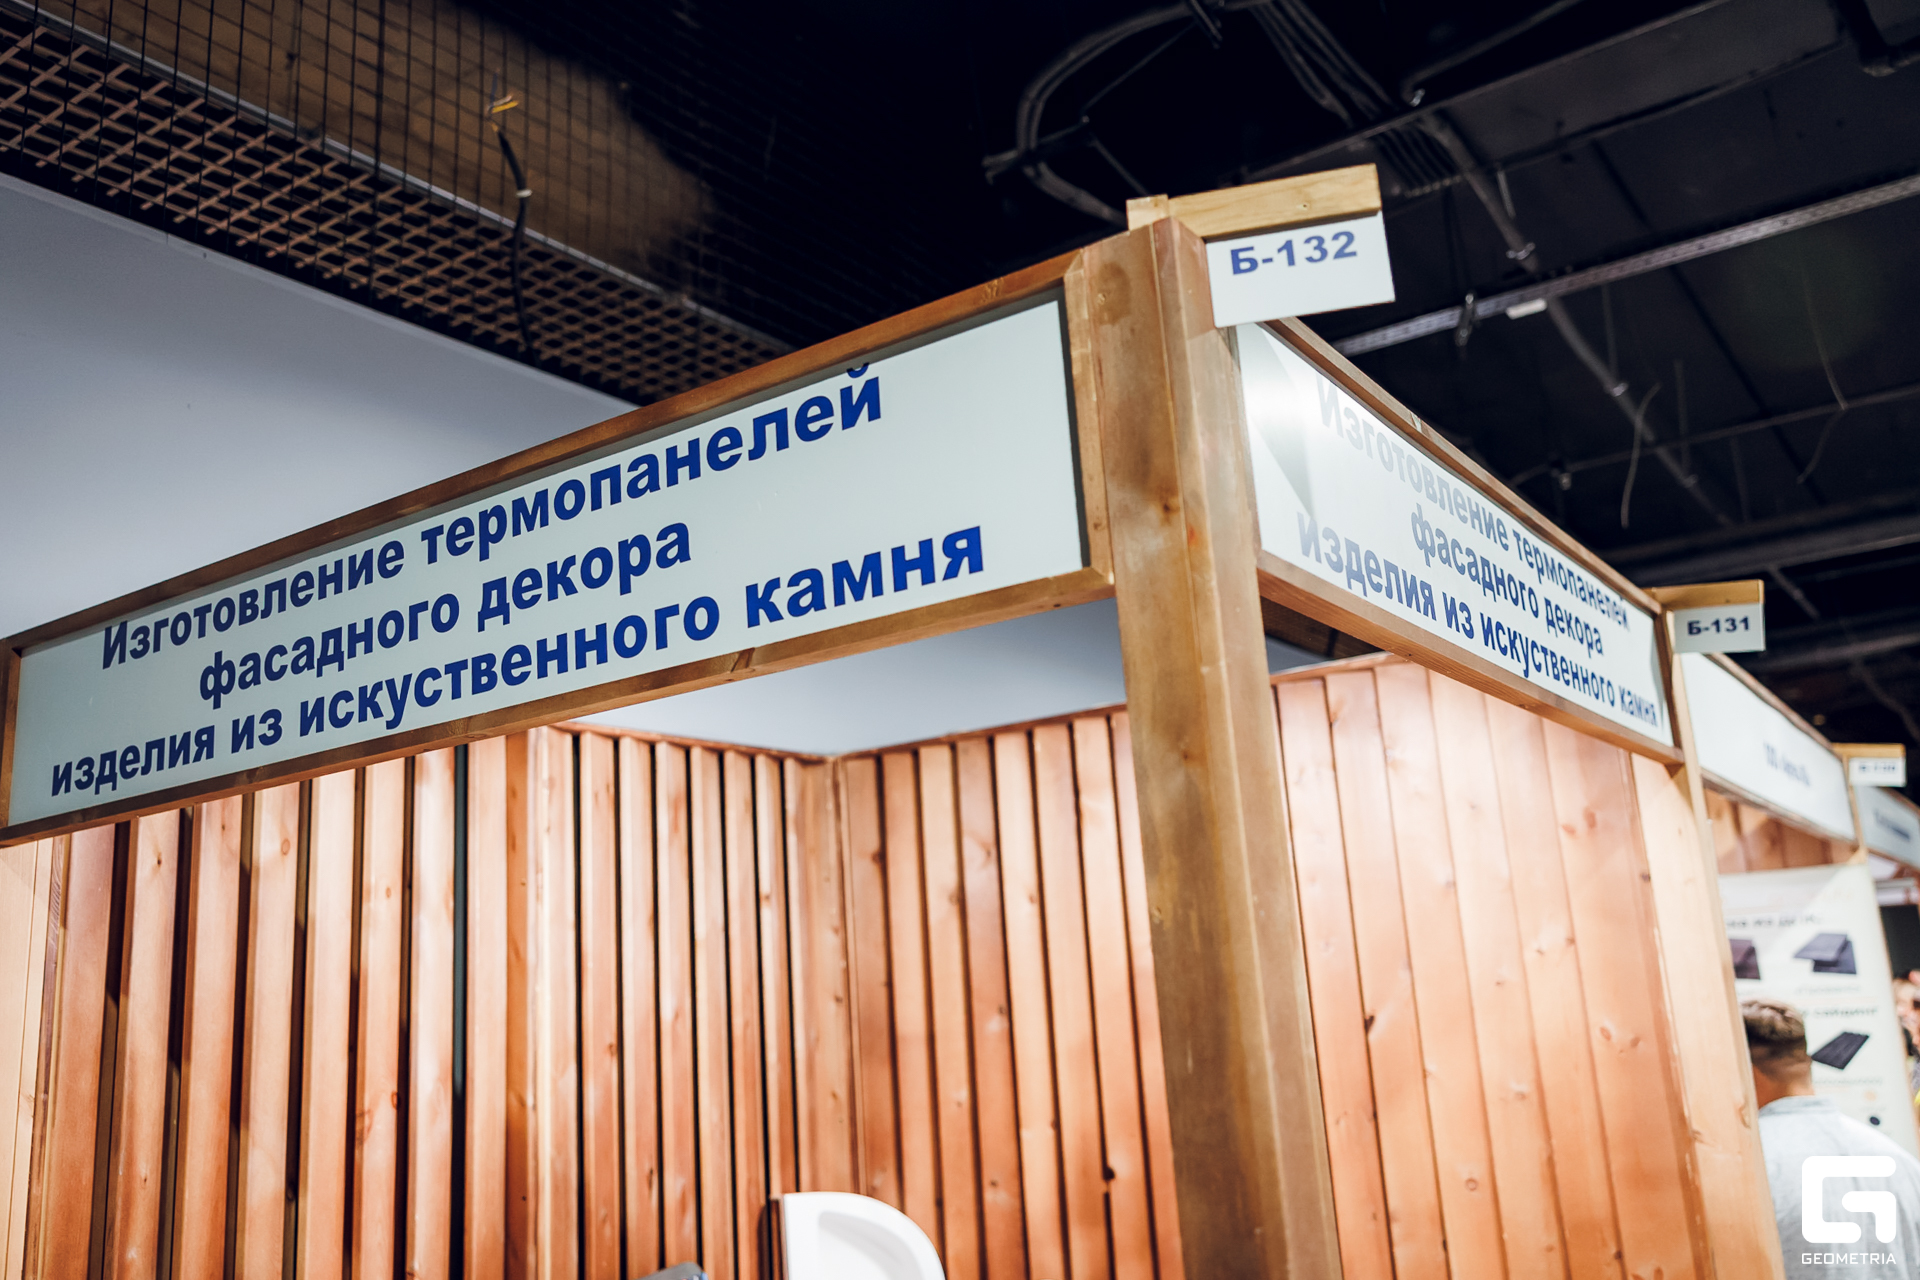 Изготовление термопанелей
фасадного декора
изделия из искуственного камня
Б-132
Изготовление термопанелей
фасадного декора
изделия из искуственного камня
Б-131
GEOMETRIA